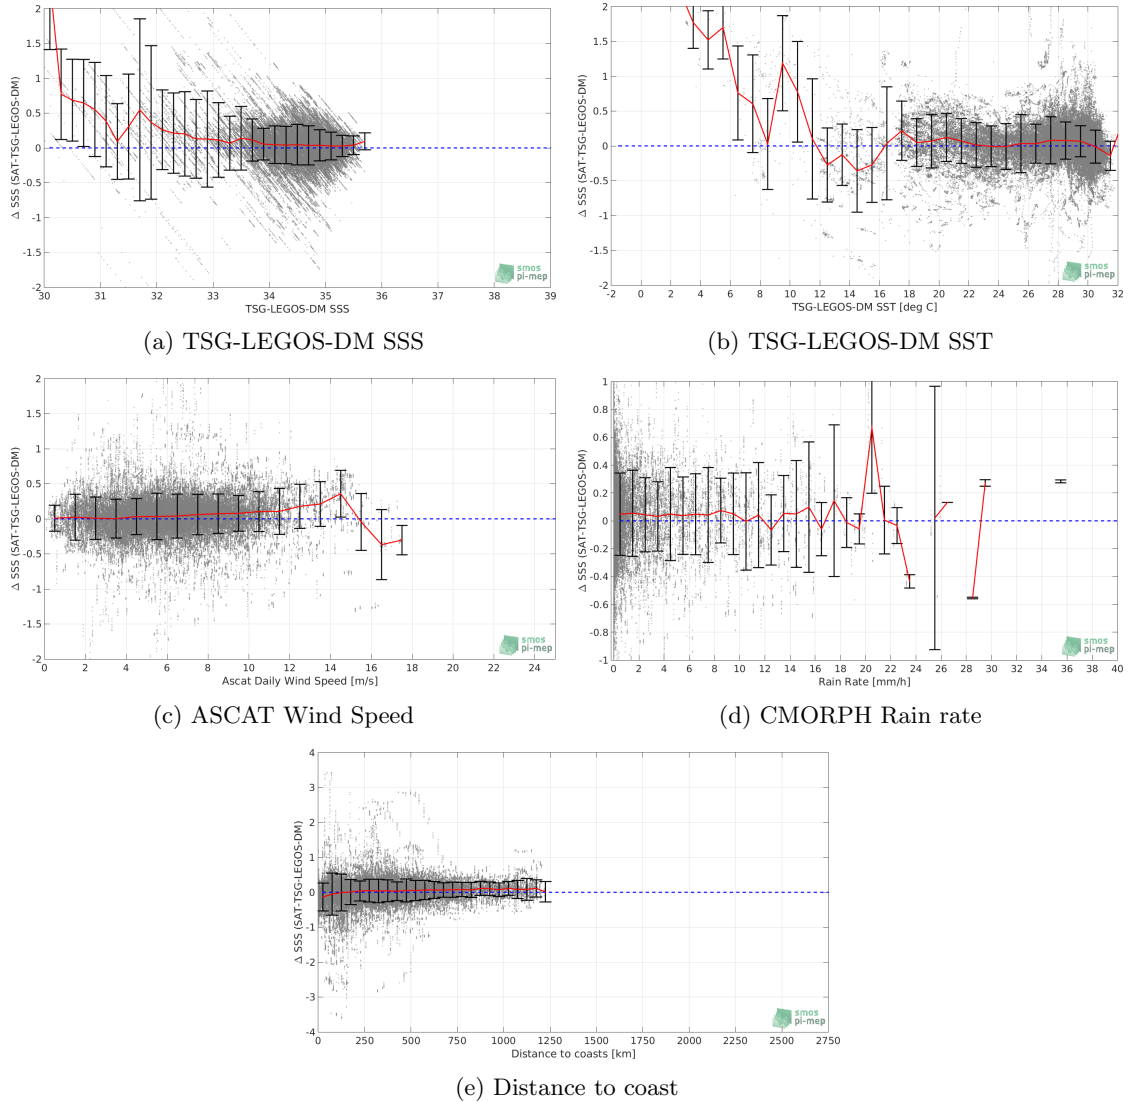 2
1.5
1
0.5
0
-0.5
-1
-1.5
-2
Δ SSS (SAT-TSG-LEGOS-DM)
30 31 32 33 34 35 36 37 38 39
TSG-LEGOS-DM SSS
smos
pi-mep
(a) TSG-LEGOS-DM SSS
2
1.5
1
0.5
0
-0.5
-1
-1.5
-2
Δ SSS (SAT-TSG-LEGOS-DM)
-2 0 2 4 6 8 10 12 14 16 18 20 22 24 26 28 30 32
TSG-LEGOS-DM SST [deg C]
smos
pi-mep
(b) TSG-LEGOS-DM SST
2
1.5
1
0.5
0
-0.5
-1
-1.5
-2
Δ SSS (SAT-TSG-LEGOS-DM)
0 2 4 6 8 10 12 14 16 18 20 22 24
Ascat Daily Wind Speed [m/s]
smos
pi-mep
(c) ASCAT Wind Speed
1
0.8
0.6
0.4
0.2
0
-0.2
-0.4
-0.6
-0.8
-1
Δ SSS (SAT-TSG-LEGOS-DM)
0 2 4 6 8 10 12 14 16 18 20 22 24 26 28 30 32 34 36 38 40
Rain Rate [mm/h]
smos
pi-mep
(d) CMORPH Rain rate
4
3
2
1
0
-1
-2
-3
-4
Δ SSS (SAT-TSG-LEGOS-DM)
0 250 500 750 1000 1250 1500 1750 2000 2250 2500 2750
Distance to coasts [km]
smos
pi-mep
(e) Distance to coast